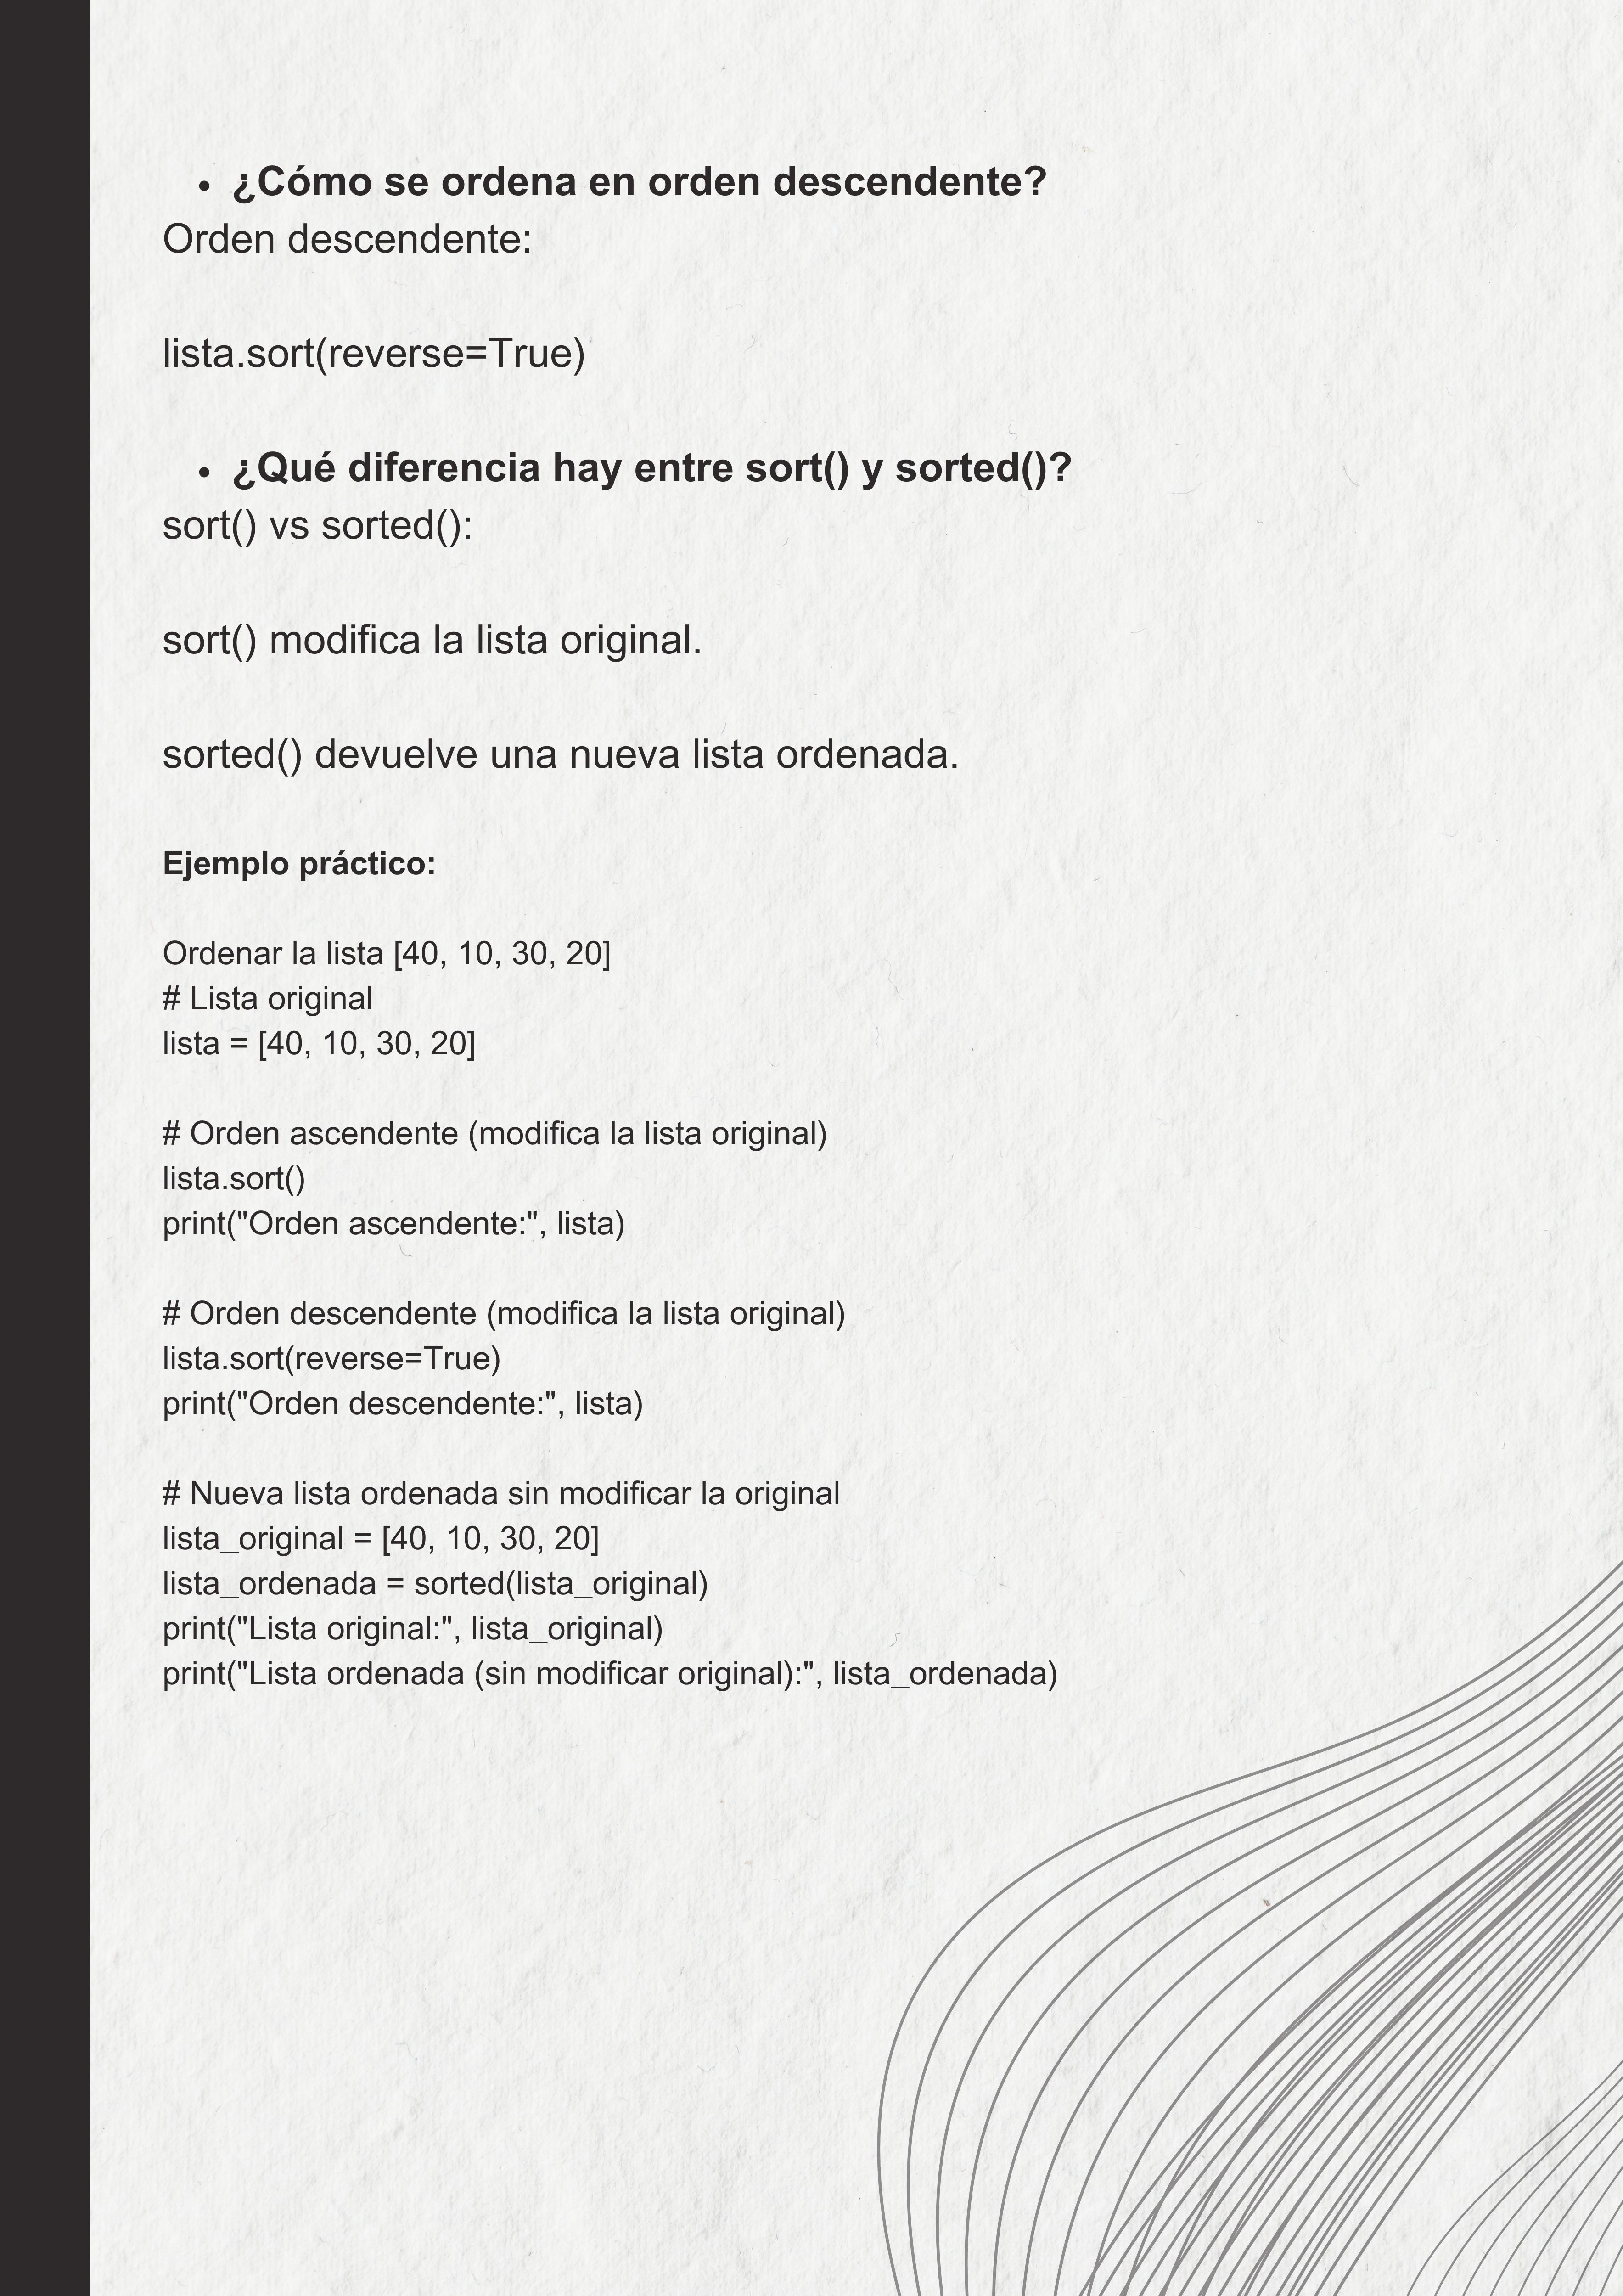 • ¿Cómo se ordena en orden descendente?
Orden descendente:
lista.sort(reverse=True)
• ¿Qué diferencia hay entre sort() y sorted()?
sort() vs sorted():
sort() modifica la lista original.
sorted() devuelve una nueva lista ordenada.
Ejemplo práctico:
Ordenar la lista [40, 10, 30, 20]
# Lista original
lista = [40, 10, 30, 20]
# Orden ascendente (modifica la lista original)
lista.sort()
print("Orden ascendente:", lista)
# Orden descendente (modifica la lista original)
lista.sort(reverse=True)
print("Orden descendente:", lista)
# Nueva lista ordenada sin modificar la original
lista_original = [40, 10, 30, 20]
lista_ordenada = sorted(lista_original)
print("Lista original:", lista_original)
print("Lista ordenada (sin modificar original):", lista_ordenada)